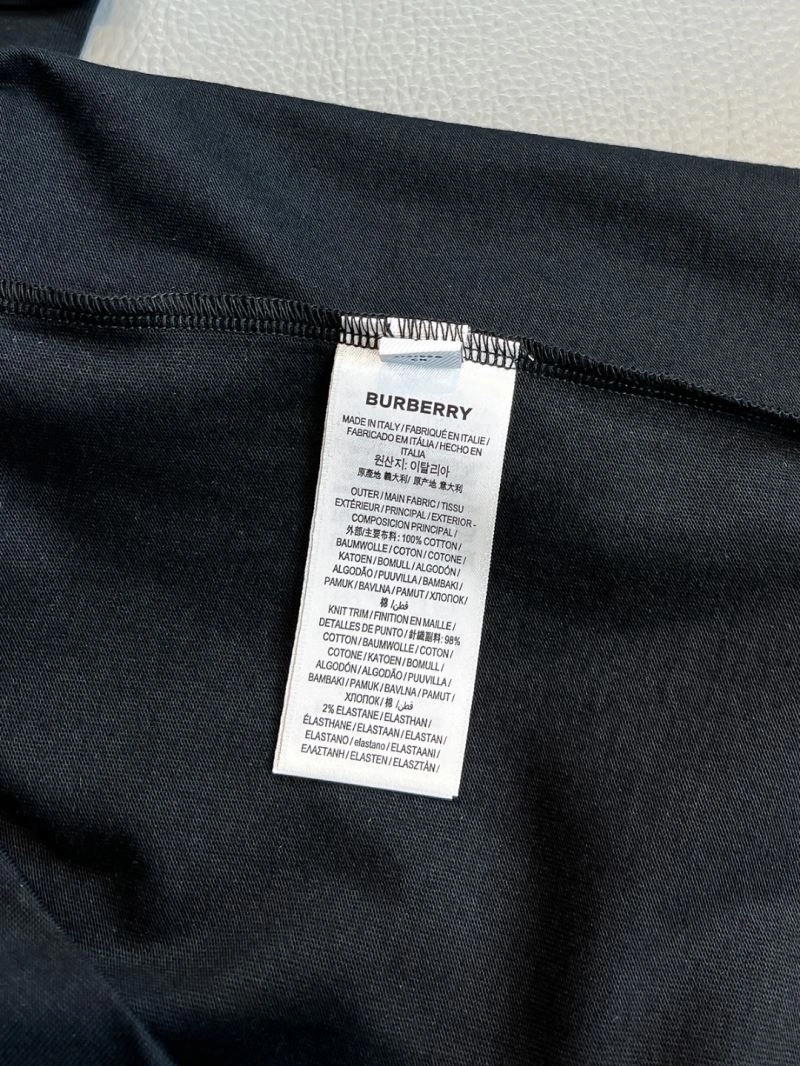 BURBERRY
MADE IN ITALY / FABRIQUÉ EN ITALIE /
FABRICADO EM ITÁLIA / HECHO EN
ITALIA
원산지: 이탈리아
原產地 義大利/ 原产地 意大利
OUTER / MAIN FABRIC / TISSU
EXTÉRIEUR / PRINCIPAL / EXTERIOR -
COMPOSICION PRINCIPAL /
外部/主要布料: 100% COTTON /
BAUMWOLLE / COTON / COTONE /
KATOEN / BOMULL / ALGODÓN /
ALGODÃO / PUUVILLA / BAMBAKI /
PAMUK / BAVLNA / PAMUT / ХЛОПОК /
棉 /قطن
KNIT TRIM / FINITION EN MAILLE /
DETALLES DE PUNTO / 針織副料: 98%
COTTON / BAUMWOLLE / COTON /
COTONE / KATOEN / BOMULL /
ALGODÓN / ALGODÃO / PUUVILLA /
BAMBAKI / PAMUK / BAVLNA / PAMUT /
ХЛОПОК / 棉 /قطن
2% ELASTANE / ELASTHAN /
ÉLASTHANE / ELASTAAN / ELASTAN /
ELASTANO / elastano / ELASTAANI /
ΕΛΑΣΤΑΝΗ / ELASTEN / ELASZTÁN /